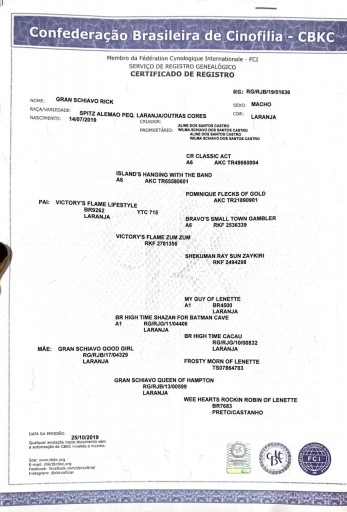 Confederação Brasileira de Cinofilia - CBKC
Membro da Fédération Cynologique Internationale - FCI
SERVIÇO DE REGISTRO GENEALÓGICO
CERTIFICADO DE REGISTRO
RG: RG/RJB/19/01636
NOME: GRAN SCHIAVO RICK
SEXO: MACHO
RAÇA/VARIEDADE: SPITZ ALEMAO PEQ. LARANJA/OUTRAS CORES
COR: LARANJA
NASCIMENTO: 14/07/2019
CRIADOR:
ALINE DOS SANTOS CASTRO
WILMA SCHIAVO DOS SANTOS CASTRO
PROPRIETÁRIO:
ALINE DOS SANTOS CASTRO
WILMA SCHIAVO DOS SANTOS CASTRO
CR CLASSIC ACT
A6 AKC TR49660004
ISLAND'S HANGING WITH THE BAND
A6 AKC TR65580601
POMINIQUE FLECKS OF GOLD
AKC TR21890901
PAI: VICTORY'S FLAME LIFESTYLE
BR9262 YTC 715
LARANJA
BRAVO'S SMALL TOWN GAMBLER
A6 RKF 2536339
VICTORY'S FLAME ZUM ZUM
RKF 2781356
SHEKUMAN RAY SUN ZAYKIRI
RKF 2494298
MY GUY OF LENETTE
A1 BR4500
LARANJA
BR HIGH TIME SHAZAN FOR BATMAN CAVE
A1 RG/RJG/11/04406
LARANJA
BR HIGH TIME CACAU
RG/RJG/10/00832
LARANJA
MÃE: GRAN SCHIAVO GOOD GIRL
RG/RJB/17/04329
LARANJA
FROSTY MORN OF LENETTE
TS07864703
GRAN SCHIAVO QUEEN OF HAMPTON
RG/RJB/13/00599
LARANJA
WEE HEARTS ROCKIN ROBIN OF LENETTE
BR7683
PRETO/CASTANHO
DATA DA EMISSÃO:
25/10/2019
Qualquer anotação neste documento sem
a autorização da CBKC invalida o mesmo.
Site: www.cbkc.org
E-mail: cbkc@cbkc.org
Facebook: facebook.com/cbkcoficial
Instagram: @cbkcoficial
FCI